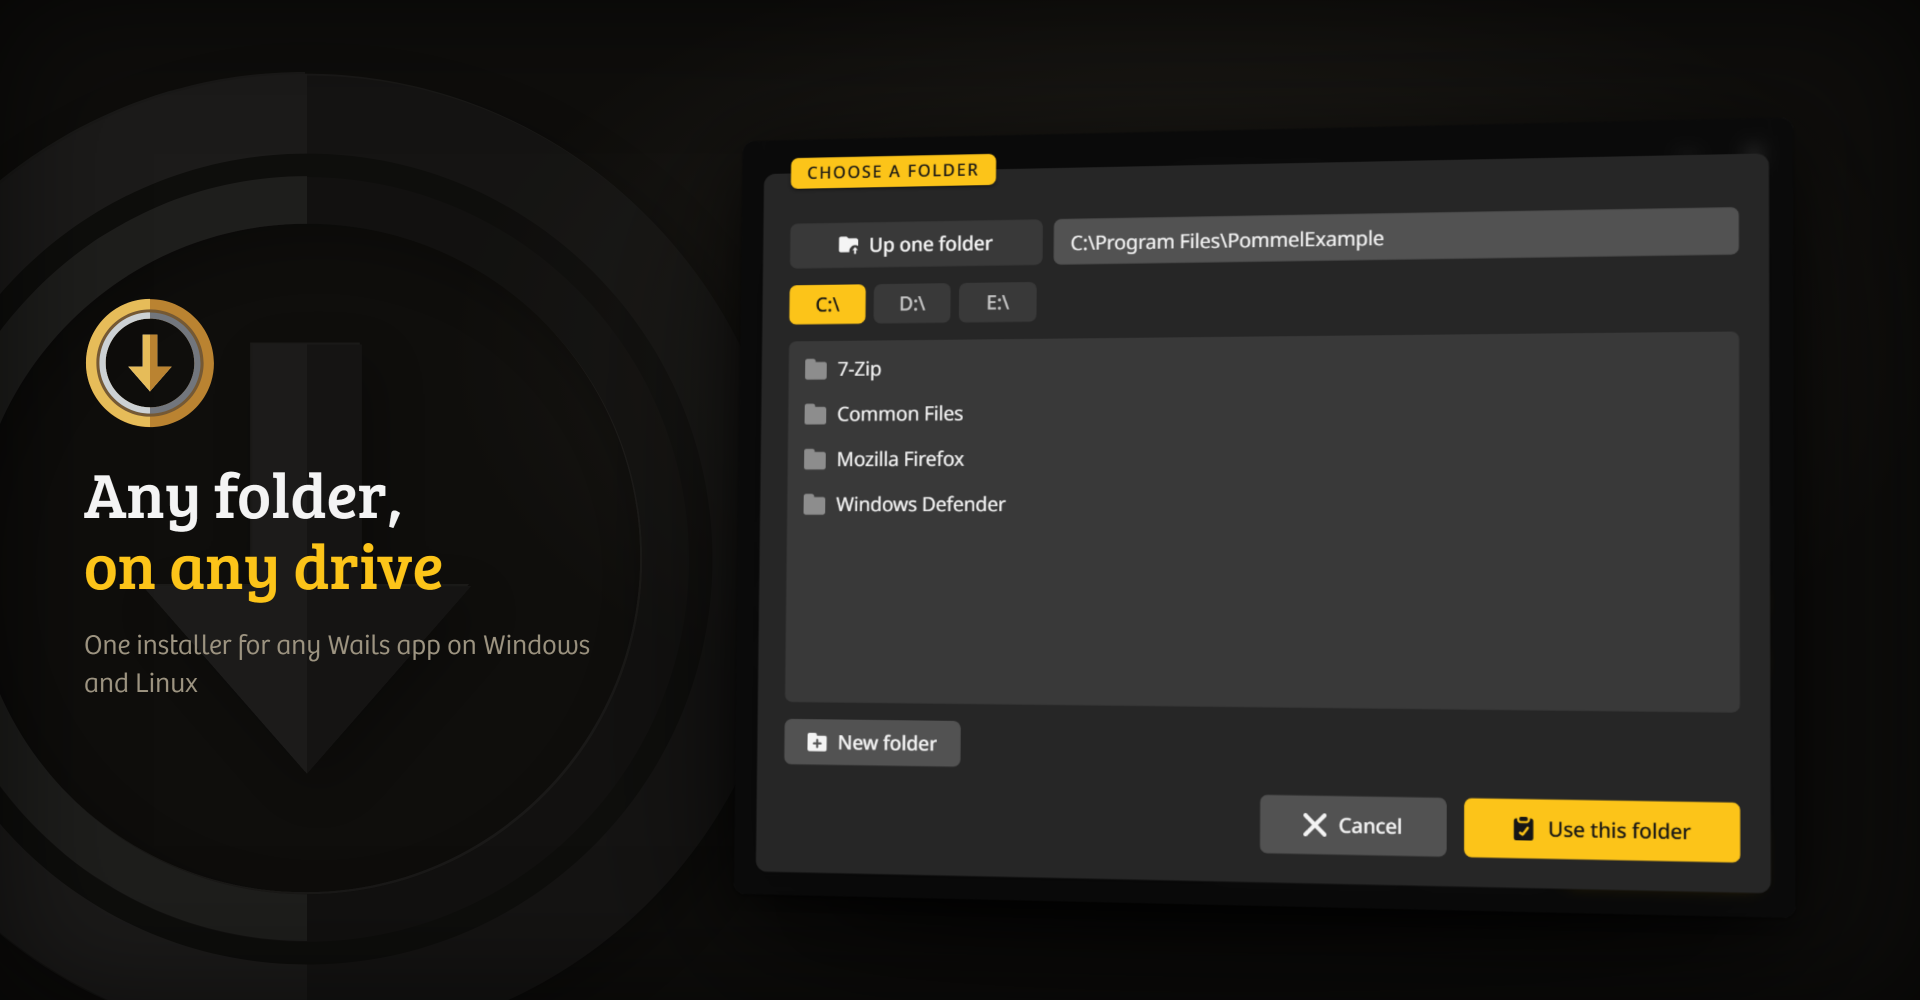 Any folder,
on any drive
One installer for any Wails app on Windows
and Linux
CHOOSE A FOLDER
Up one folder
C:\Program Files\PommelExample
C:\ D:\ E:\
7-Zip
Common Files
Mozilla Firefox
Windows Defender
New folder
Cancel
Use this folder